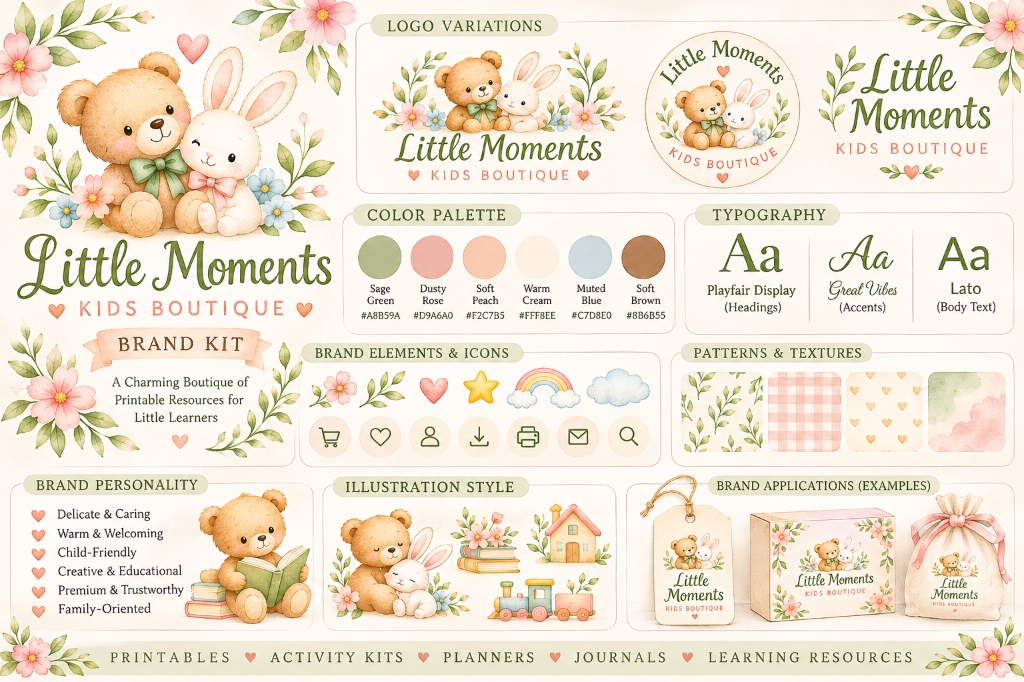 Little Moments
KIDS BOUTIQUE
BRAND KIT
A Charming Boutique of
Printable Resources for
Little Learners
LOGO VARIATIONS
Little Moments
KIDS BOUTIQUE
Little Moments
KIDS BOUTIQUE
Little
Moments
KIDS BOUTIQUE
COLOR PALETTE
Sage
Green
#A8B59A
Dusty
Rose
#D9A6A0
Soft
Peach
#F2C7B5
Warm
Cream
#FFF8EE
Muted
Blue
#C7D8E0
Soft
Brown
#8B6B55
TYPOGRAPHY
Aa
Playfair Display
(Headings)
Aa
Great Vibes
(Accents)
Aa
Lato
(Body Text)
BRAND ELEMENTS & ICONS
PATTERNS & TEXTURES
BRAND PERSONALITY
Delicate & Caring
Warm & Welcoming
Child-Friendly
Creative & Educational
Premium & Trustworthy
Family-Oriented
ILLUSTRATION STYLE
BRAND APPLICATIONS (EXAMPLES)
Little
Moments
KIDS BOUTIQUE
Little Moments
KIDS BOUTIQUE
Little
Moments
KIDS BOUTIQUE
PRINTABLES ACTIVITY KITS PLANNERS JOURNALS LEARNING RESOURCES